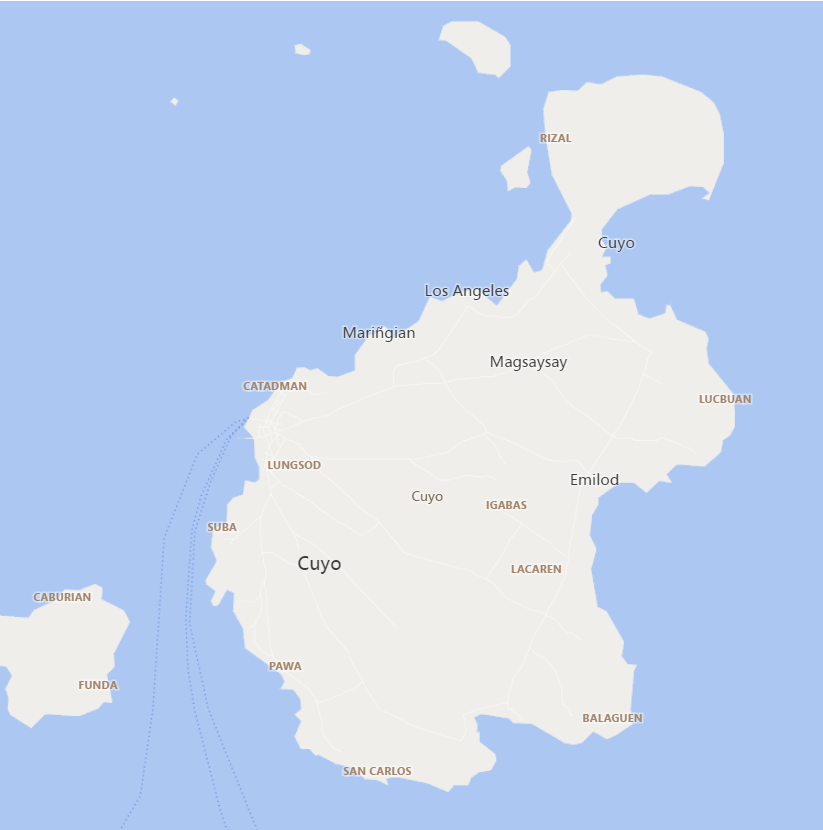 RIZAL
Cuyo
Los Angeles
Mariñgian
Magsaysay
CATADMAN
LUCBUAN
LUNGSOD
Emilod
Cuyo
IGABAS
SUBA
Cuyo
LACAREN
CABURIAN
PAWA
FUNDA
BALAGUEN
SAN CARLOS